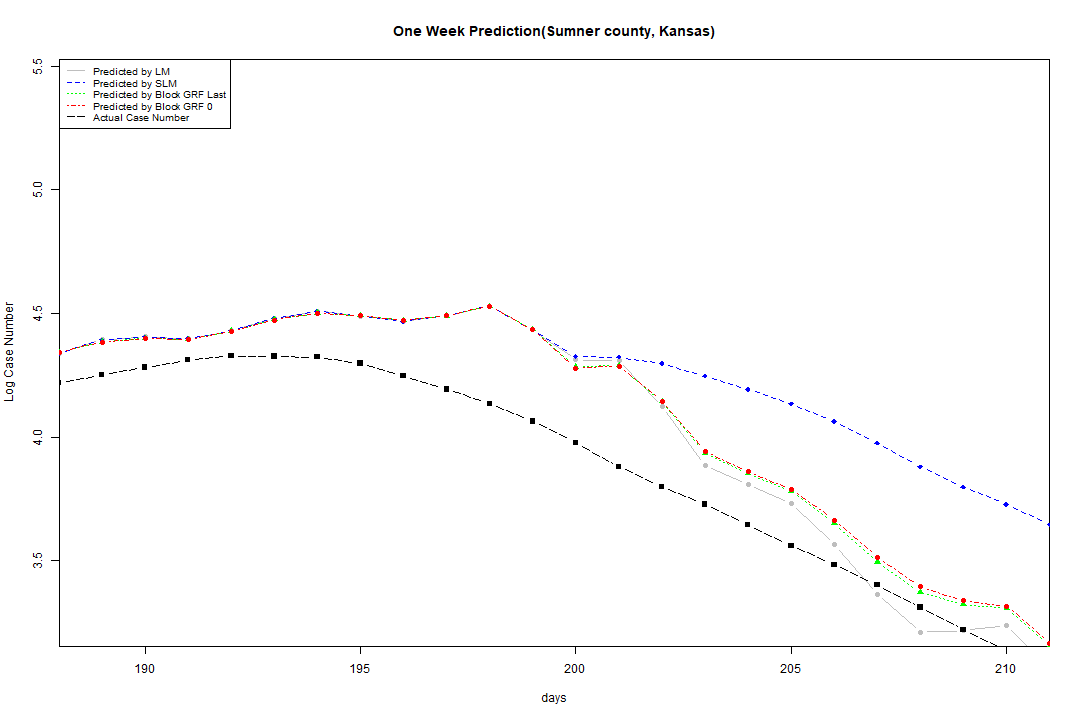 One Week Prediction(Sumner county, Kansas)
Predicted by LM
Predicted by SLM
Predicted by Block GRF Last
Predicted by Block GRF 0
Actual Case Number
5.5
5.0
4.5
4.0
3.5
Log Case Number
190 195 200 205 210
days